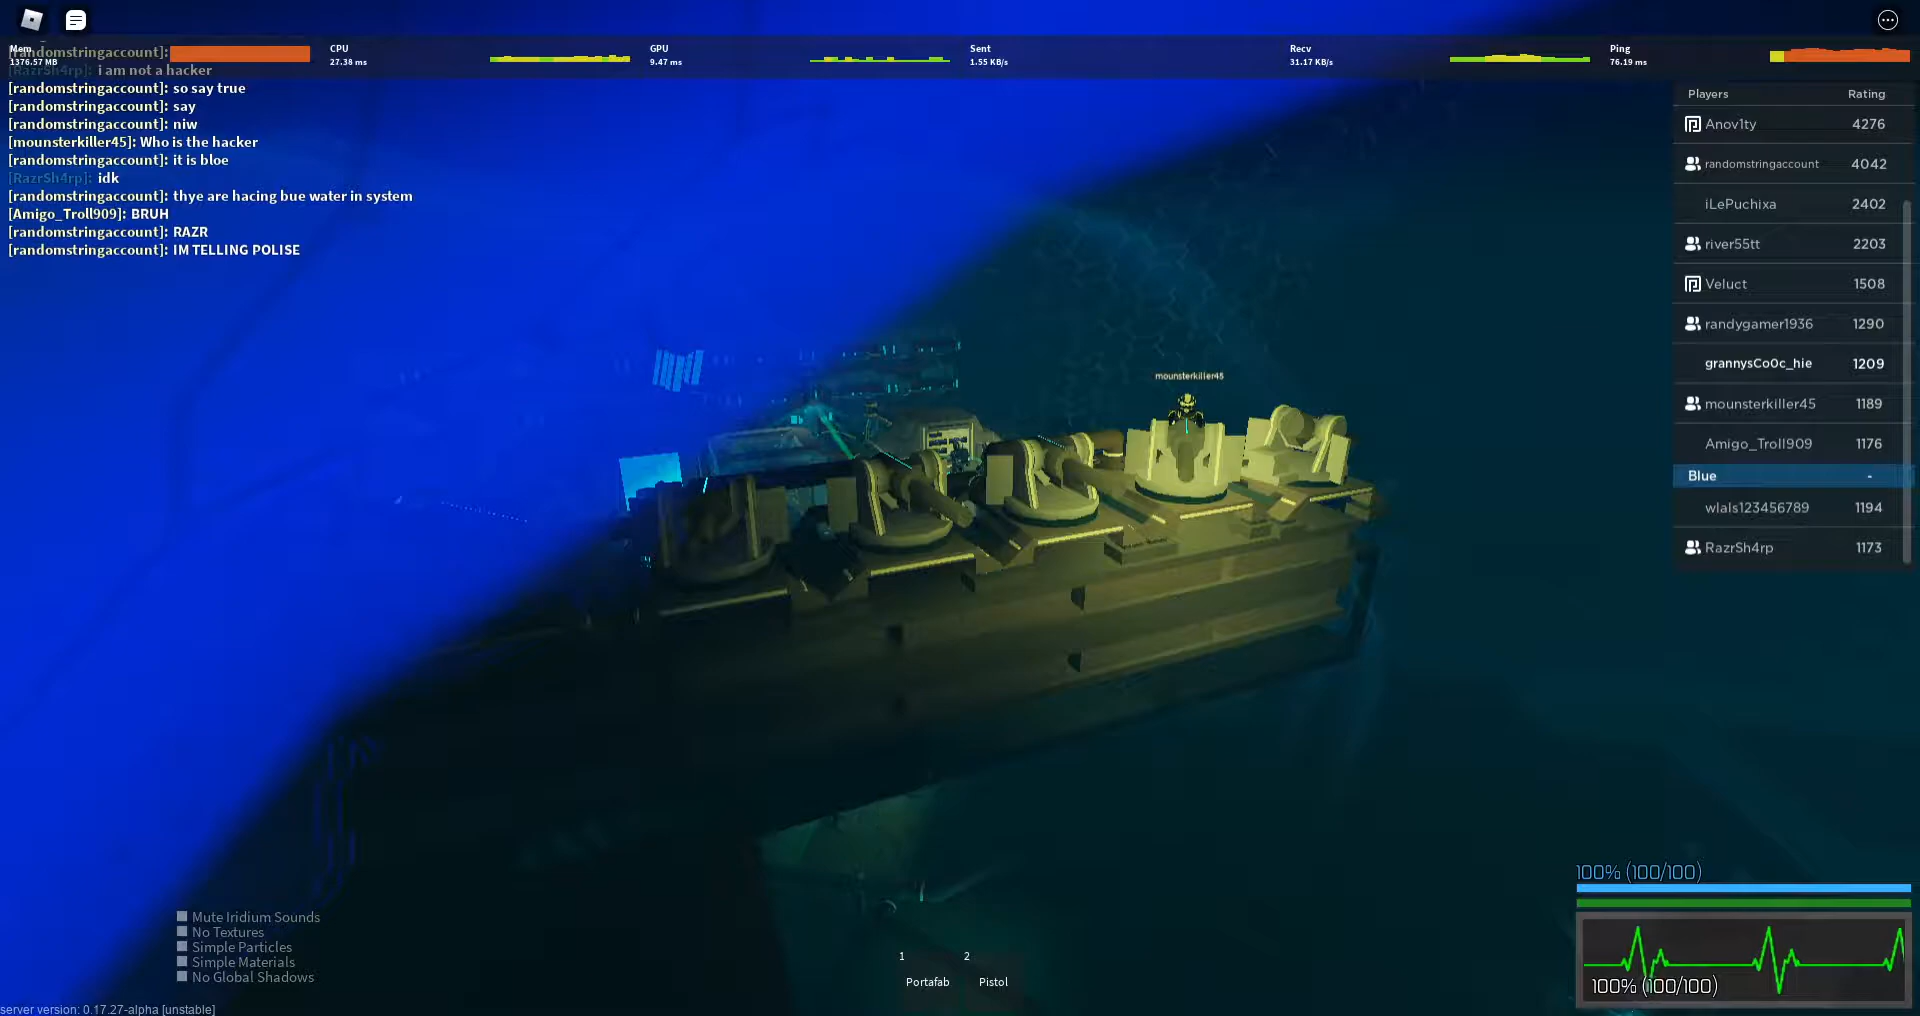 Mem
1376.57 MB
CPU
27.38 ms
GPU
9.47 ms
Sent
1.55 KB/s
Recv
31.17 KB/s
Ping
76.19 ms
[randomstringaccount]:
[RazrSh4rp]: i am not a hacker
[randomstringaccount]: so say true
[randomstringaccount]: say
[randomstringaccount]: niw
[mounsterkiller45]: Who is the hacker
[randomstringaccount]: it is bloe
[RazrSh4rp]: idk
[randomstringaccount]: thye are hacing bue water in system
[Amigo_Troll909]: BRUH
[randomstringaccount]: RAZR
[randomstringaccount]: IM TELLING POLISE
Players Rating
Anov1ty 4276
randomstringaccount 4042
iLePuchixa 2402
river55tt 2203
Veluct 1508
randygamer1936 1290
grannysCo0c_hie 1209
mounsterkiller45 1189
Amigo_Troll909 1176
Blue -
wlals123456789 1194
RazrSh4rp 1173
mounsterkiller45
100% (100/100)
100% (100/100)
Mute Iridium Sounds
No Textures
Simple Particles
Simple Materials
No Global Shadows
1 2
Portafab Pistol
server version: 0.17.27-alpha [unstable]